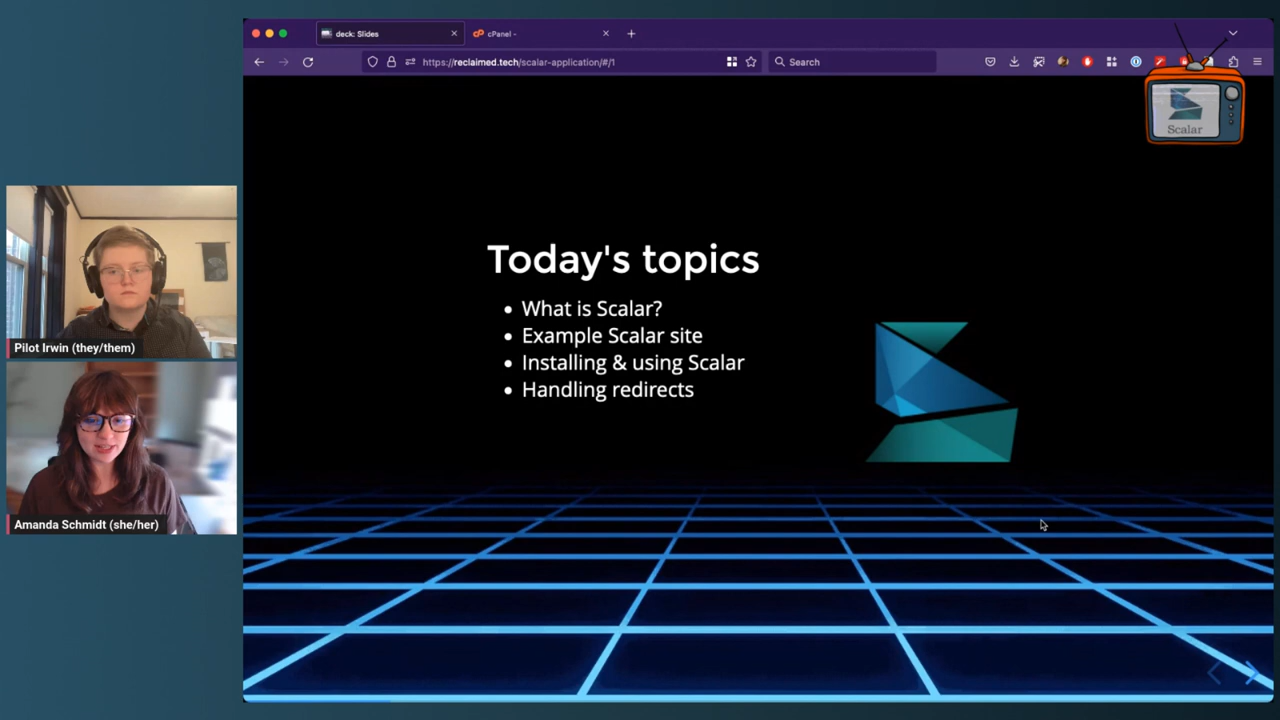 deck: Slides
cPanel -
https://reclaimed.tech/scalar-application/#/1
Search
Scalar
Today's topics
• What is Scalar?
• Example Scalar site
• Installing & using Scalar
• Handling redirects
Pilot Irwin (they/them)
Amanda Schmidt (she/her)